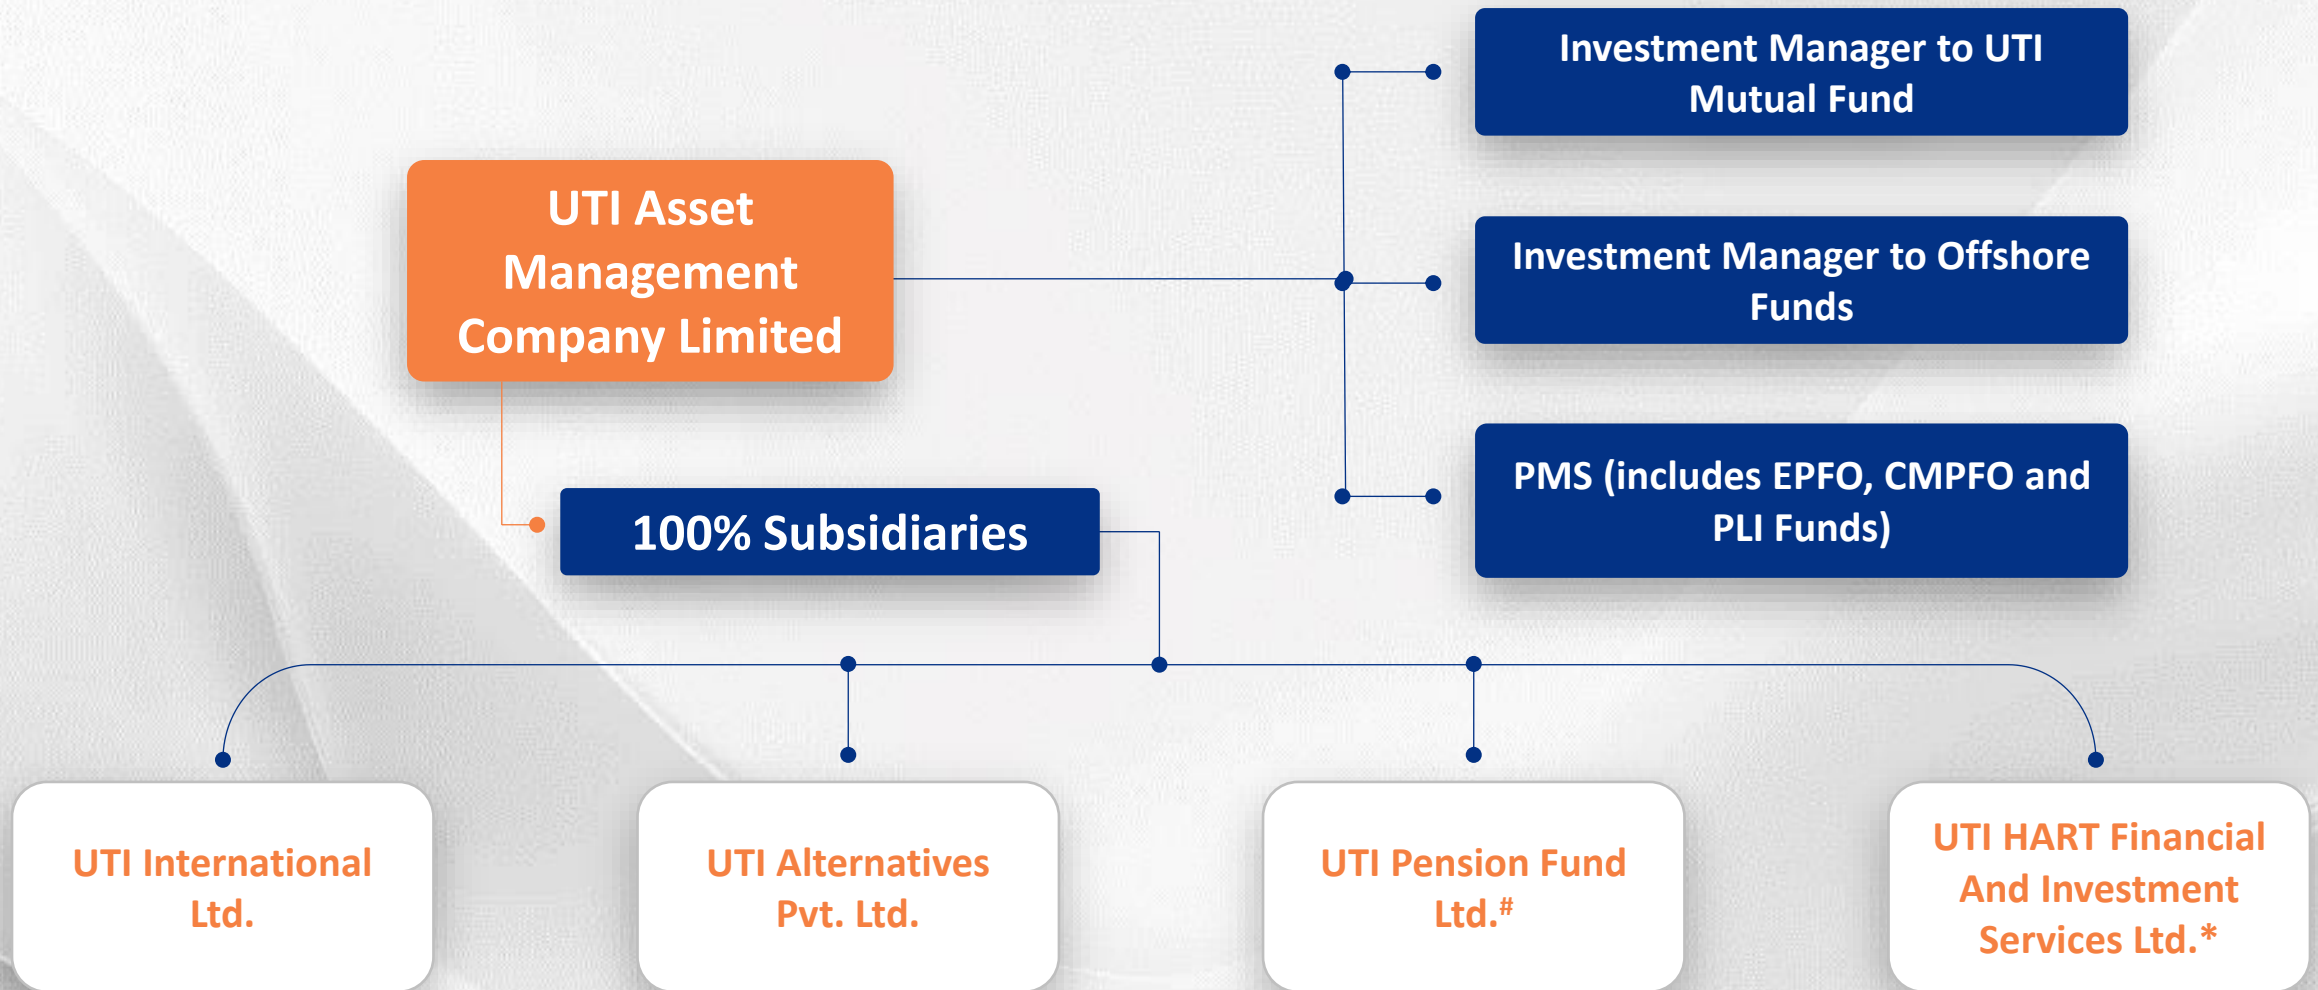 Investment Manager to UTI
Mutual Fund
UTI Asset
Management
Company Limited
Investment Manager to Offshore
Funds
PMS (includes EPFO, CMPFO and
PLI Funds)
100% Subsidiaries
UTI International
Ltd.
UTI Alternatives
Pvt. Ltd.
UTI Pension Fund
Ltd.#
UTI HART Financial
And Investment
Services Ltd.*